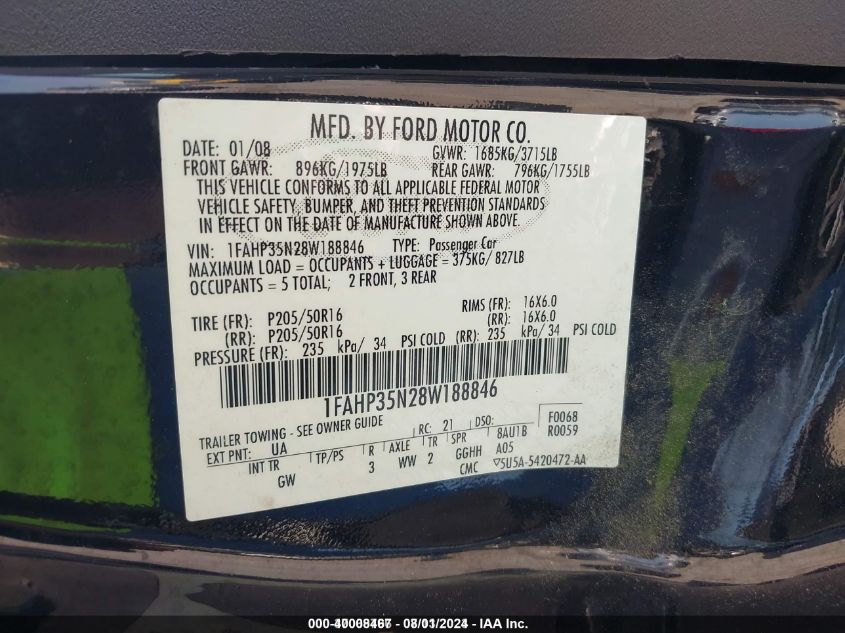 MFD. BY FORD MOTOR CO.
DATE: 01/08 GVWR: 1685KG/3715LB
FRONT GAWR: 896KG/1975LB REAR GAWR: 796KG/1755LB
THIS VEHICLE CONFORMS TO ALL APPLICABLE FEDERAL MOTOR
VEHICLE SAFETY, BUMPER, AND THEFT PREVENTION STANDARDS
IN EFFECT ON THE DATE OF MANUFACTURE SHOWN ABOVE.
VIN: 1FAHP35N28W188846 TYPE: Passenger Car
MAXIMUM LOAD = OCCUPANTS + LUGGAGE = 375KG/ 827LB
OCCUPANTS = 5 TOTAL; 2 FRONT, 3 REAR
TIRE (FR): P205/50R16 RIMS (FR): 16X6.0
(RR): P205/50R16 (RR): 16X6.0
PRESSURE (FR): 235 kPa/ 34 PSI COLD (RR): 235 kPa/ 34 PSI COLD
1FAHP35N28W188846
TRAILER TOWING - SEE OWNER GUIDE RC: 21 DSO: F0068
EXT PNT: UA 8AU1B R0059
INT TR TP/PS R AXLE TR SPR A05
GW 3 WW 2 GGHH
CMC 5U5A-5420472-AA
07/31/2024 - IAA Inc.